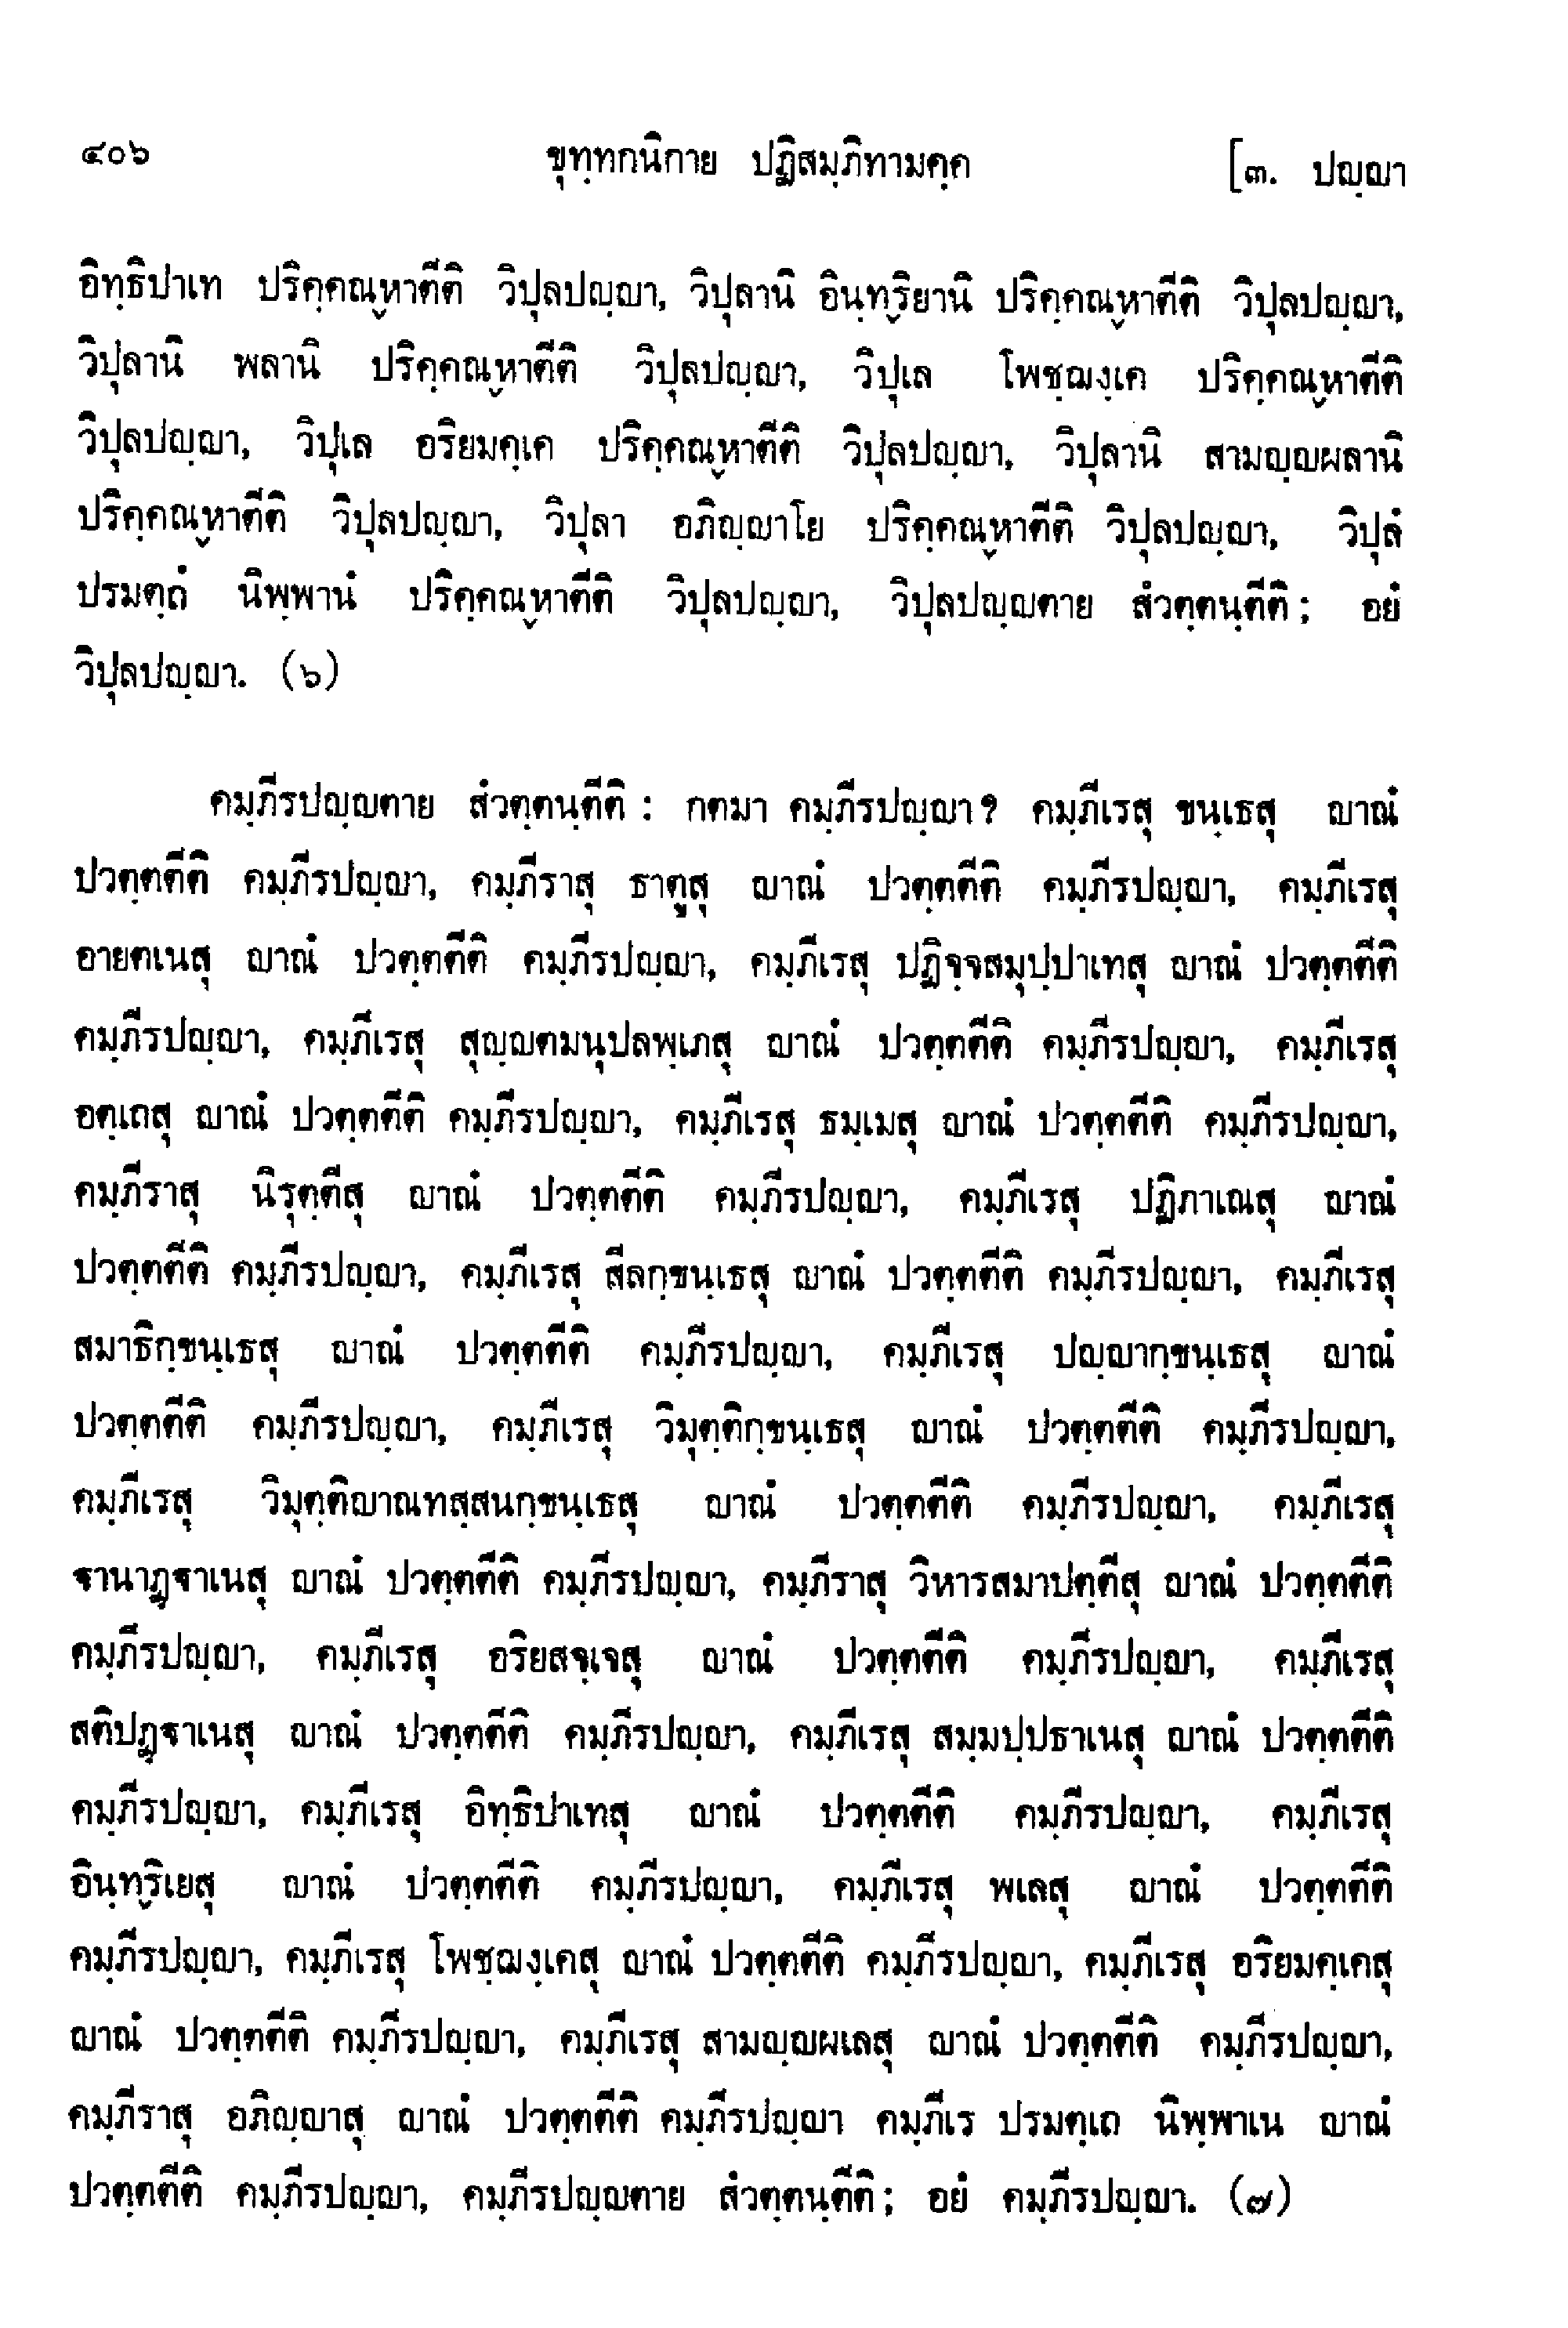 ๔๐๖ ขุทฺทกนิกาย ปฏิสมฺภิทามคฺค [๓. ปญฺญา
อิทฺธิปาเท ปริคฺคณฺหาตีติ วิปุลปญฺญา, วิปุลานิ อินฺทฺริยานิ ปริคฺคณฺหาตีติ วิปุลปญฺญา,
วิปุลานิ พลานิ ปริคฺคณฺหาตีติ วิปุลปญฺญา, วิปุเล โพชฺฌงฺเค ปริคฺคณฺหาตีติ
วิปุลปญฺญา, วิปุเล อริยมคฺเค ปริคฺคณฺหาตีติ วิปุลปญฺญา, วิปุลานิ สามญฺญผลานิ
ปริคฺคณฺหาตีติ วิปุลปญฺญา, วิปุลา อภิญฺญาโย ปริคฺคณฺหาตีติ วิปุลปญฺญา, วิปุลํ
ปรมตฺถํ นิพฺพานํ ปริคฺคณฺหาตีติ วิปุลปญฺญา, วิปุลปญฺญตาย สํวตฺตนฺตีติ; อยํ
วิปุลปญฺญา. (๖)
คมฺภีรปญฺญตาย สํวตฺตนฺตีติ : กตมา คมฺภีรปญฺญา? คมฺภีเรสุ ขนฺเธสุ ญาณํ
ปวตฺตตีติ คมฺภีรปญฺญา, คมฺภีราสุ ธาตูสุ ญาณํ ปวตฺตตีติ คมฺภีรปญฺญา, คมฺภีเรสุ
อายตเนสุ ญาณํ ปวตฺตตีติ คมฺภีรปญฺญา, คมฺภีเรสุ ปฏิจฺจสมุปฺปาเทสุ ญาณํ ปวตฺตตีติ
คมฺภีรปญฺญา, คมฺภีเรสุ สุญฺญตมนุปลพฺเภสุ ญาณํ ปวตฺตตีติ คมฺภีรปญฺญา, คมฺภีเรสุ
อตฺเถสุ ญาณํ ปวตฺตตีติ คมฺภีรปญฺญา, คมฺภีเรสุ ธมฺเมสุ ญาณํ ปวตฺตตีติ คมฺภีรปญฺญา,
คมฺภีราสุ นิรุตฺตีสุ ญาณํ ปวตฺตตีติ คมฺภีรปญฺญา, คมฺภีเรสุ ปฏิภาเณสุ ญาณํ
ปวตฺตตีติ คมฺภีรปญฺญา, คมฺภีเรสุ สีลกฺขนฺเธสุ ญาณํ ปวตฺตตีติ คมฺภีรปญฺญา, คมฺภีเรสุ
สมาธิกฺขนฺเธสุ ญาณํ ปวตฺตตีติ คมฺภีรปญฺญา, คมฺภีเรสุ ปญฺญากฺขนฺเธสุ ญาณํ
ปวตฺตตีติ คมฺภีรปญฺญา, คมฺภีเรสุ วิมุตฺติกฺขนฺเธสุ ญาณํ ปวตฺตตีติ คมฺภีรปญฺญา,
คมฺภีเรสุ วิมุตฺติญาณทสฺสนกฺขนฺเธสุ ญาณํ ปวตฺตตีติ คมฺภีรปญฺญา, คมฺภีเรสุ
ฐานาฏฺฐาเนสุ ญาณํ ปวตฺตตีติ คมฺภีรปญฺญา, คมฺภีราสุ วิหารสมาปตฺตีสุ ญาณํ ปวตฺตตีติ
คมฺภีรปญฺญา, คมฺภีเรสุ อริยสจฺเจสุ ญาณํ ปวตฺตตีติ คมฺภีรปญฺญา, คมฺภีเรสุ
สติปฏฺฐาเนสุ ญาณํ ปวตฺตตีติ คมฺภีรปญฺญา, คมฺภีเรสุ สมฺมปฺปธาเนสุ ญาณํ ปวตฺตตีติ
คมฺภีรปญฺญา, คมฺภีเรสุ อิทฺธิปาเทสุ ญาณํ ปวตฺตตีติ คมฺภีรปญฺญา, คมฺภีเรสุ
อินฺทฺริเยสุ ญาณํ ปวตฺตตีติ คมฺภีรปญฺญา, คมฺภีเรสุ พเลสุ ญาณํ ปวตฺตตีติ
คมฺภีรปญฺญา, คมฺภีเรสุ โพชฺฌงฺเคสุ ญาณํ ปวตฺตตีติ คมฺภีรปญฺญา, คมฺภีเรสุ อริยมคฺเคสุ
ญาณํ ปวตฺตตีติ คมฺภีรปญฺญา, คมฺภีเรสุ สามญฺญผเลสุ ญาณํ ปวตฺตตีติ คมฺภีรปญฺญา,
คมฺภีราสุ อภิญฺญาสุ ญาณํ ปวตฺตตีติ คมฺภีรปญฺญา คมฺภีเร ปรมตฺเถ นิพฺพาเน ญาณํ
ปวตฺตตีติ คมฺภีรปญฺญา, คมฺภีรปญฺญตาย สํวตฺตนฺตีติ; อยํ คมฺภีรปญฺญา. (๗)